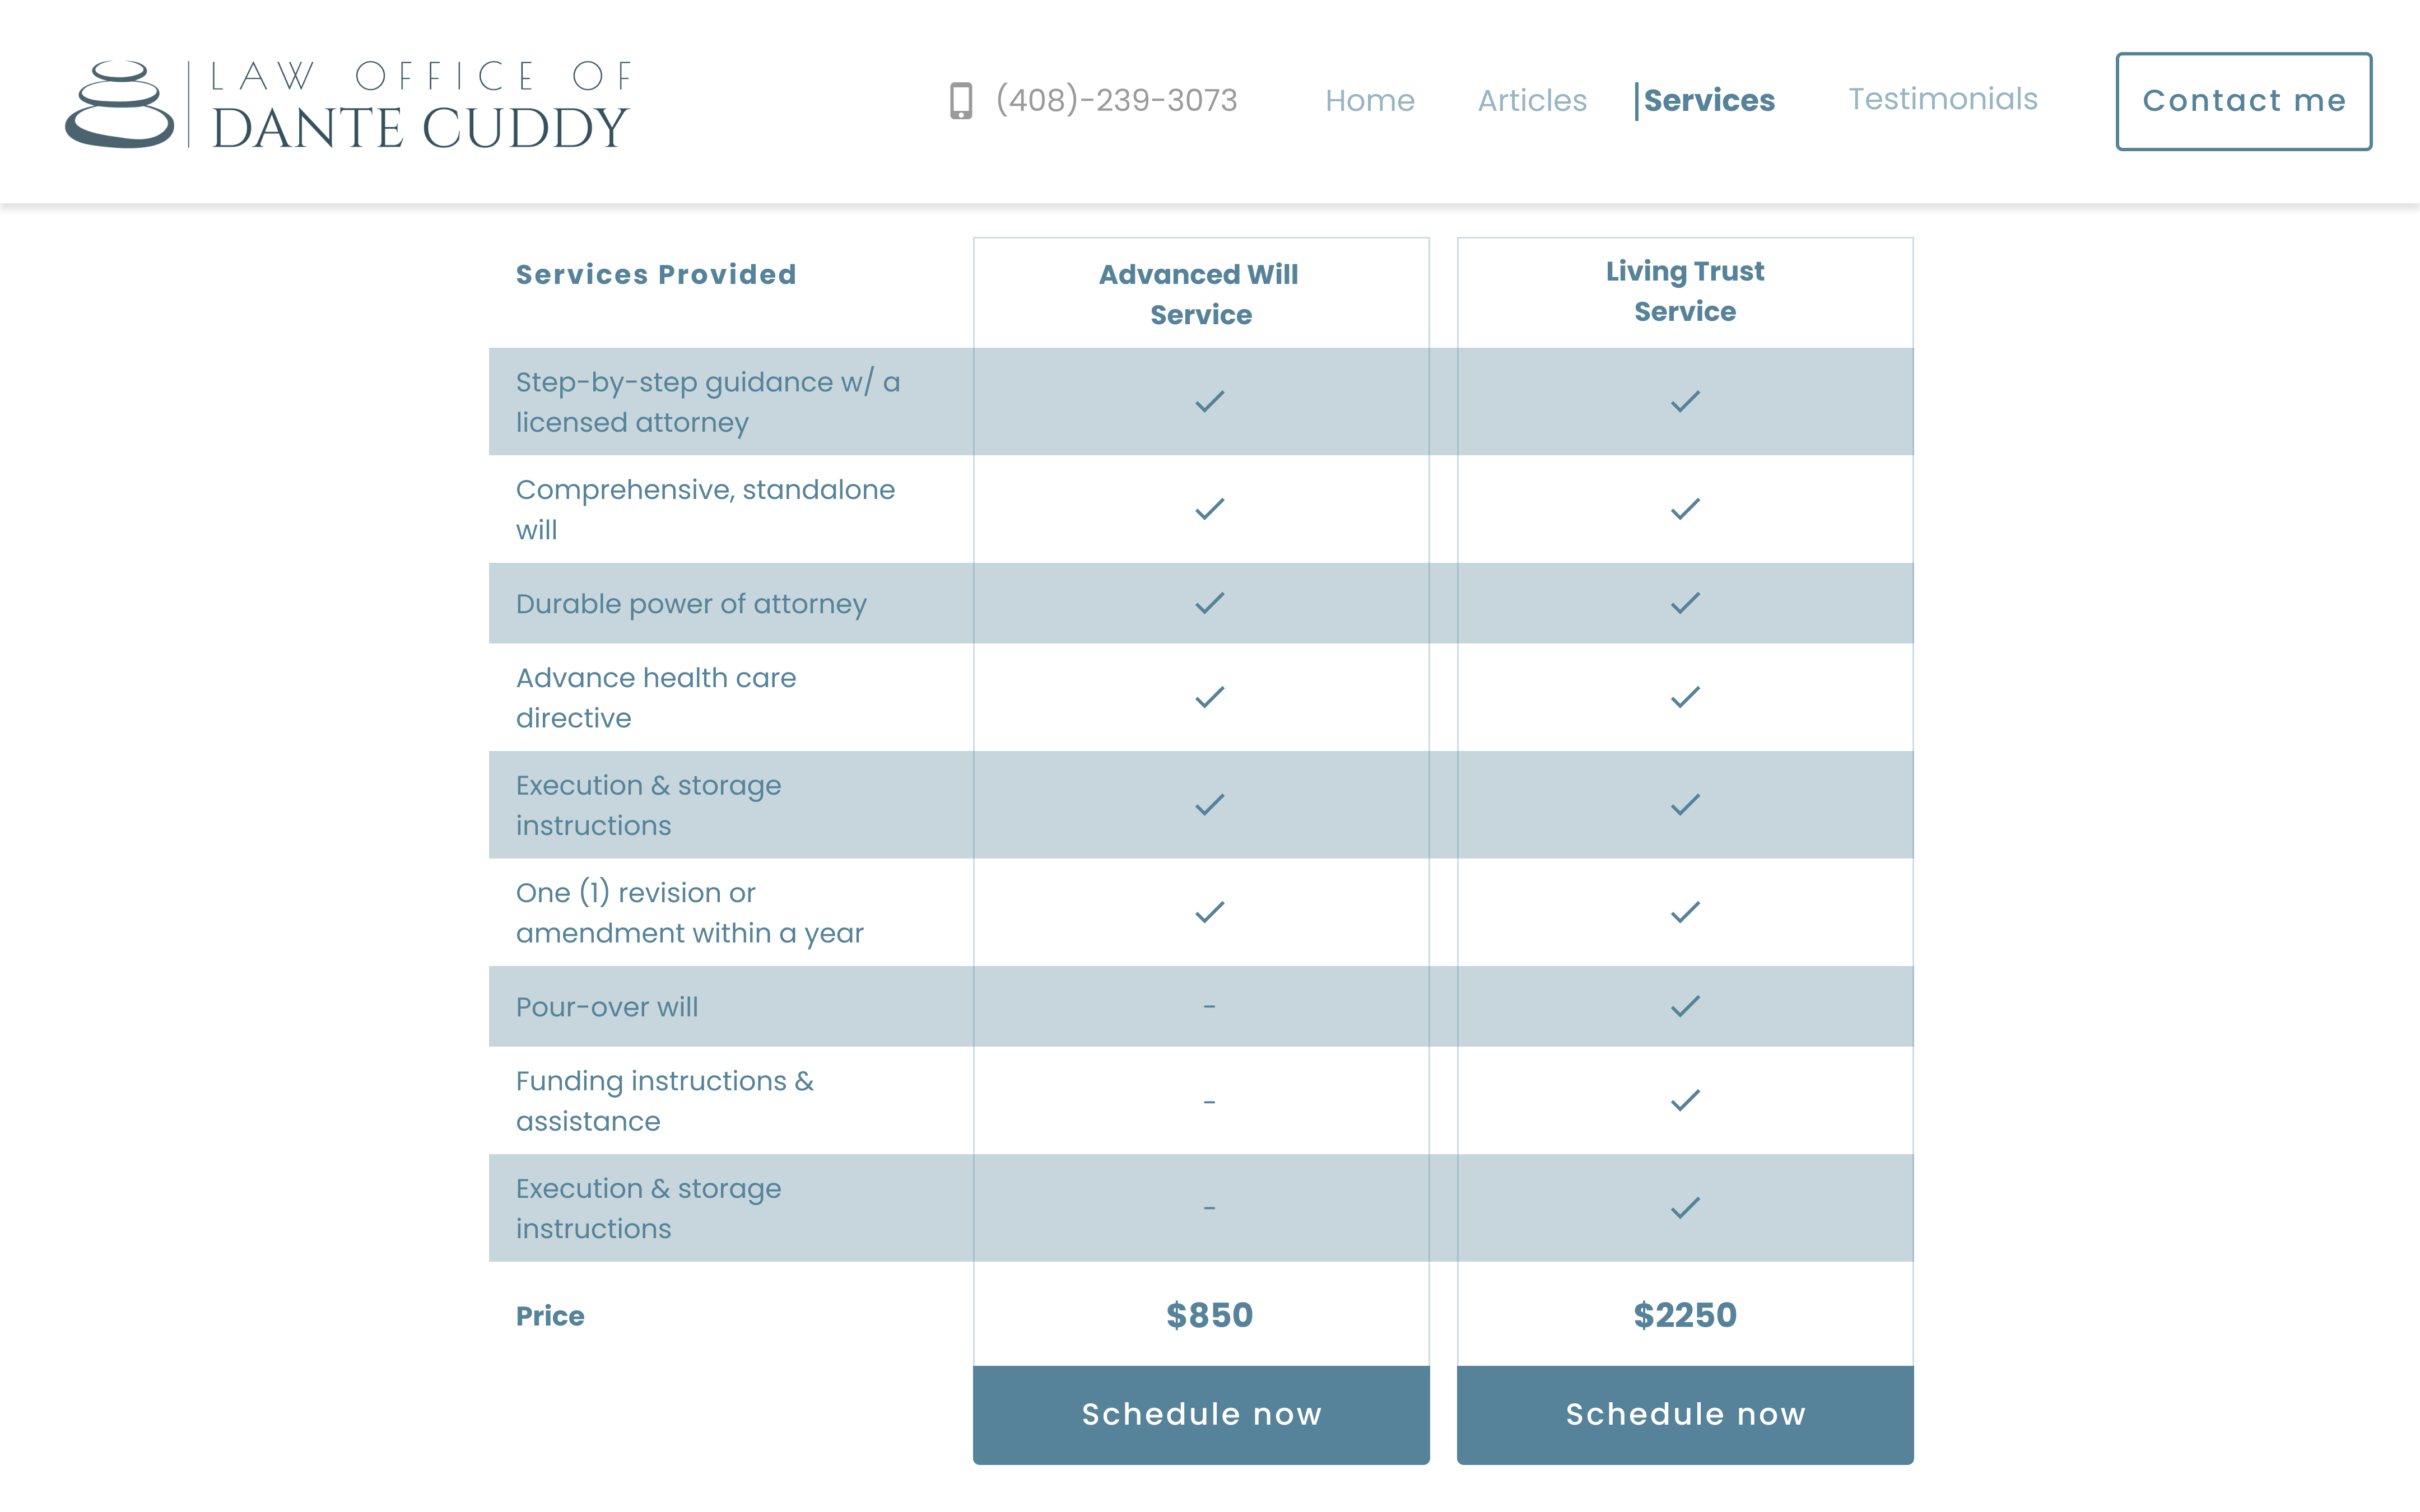 LAW OFFICE OF
DANTE CUDDY
(408)-239-3073
Home
Articles
Services
Testimonials
Contact me
Services Provided
Advanced Will
Service
Living Trust
Service
Step-by-step guidance w/ a
licensed attorney
Comprehensive, standalone
will
Durable power of attorney
Advance health care
directive
Execution & storage
instructions
One (1) revision or
amendment within a year
Pour-over will
-
Funding instructions &
assistance
-
Execution & storage
instructions
-
Price
$850
$2250
Schedule now
Schedule now